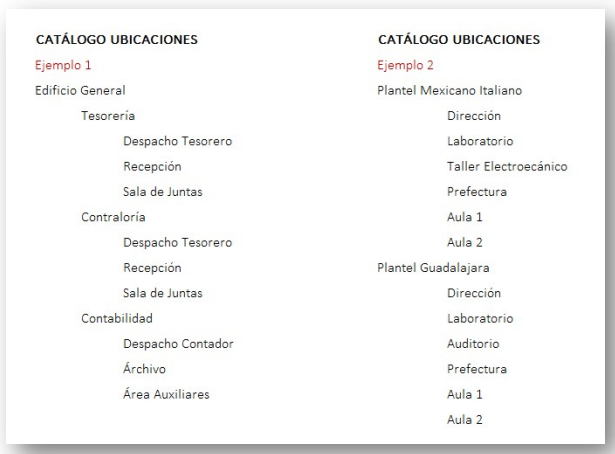 CATÁLOGO UBICACIONES
Ejemplo 1
Edificio General
Tesorería
Despacho Tesorero
Recepción
Sala de Juntas
Contraloría
Despacho Tesorero
Recepción
Sala de Juntas
Contabilidad
Despacho Contador
Árchivo
Área Auxiliares
CATÁLOGO UBICACIONES
Ejemplo 2
Plantel Mexicano Italiano
Dirección
Laboratorio
Taller Electroecánico
Prefectura
Aula 1
Aula 2
Plantel Guadalajara
Dirección
Laboratorio
Auditorio
Prefectura
Aula 1
Aula 2